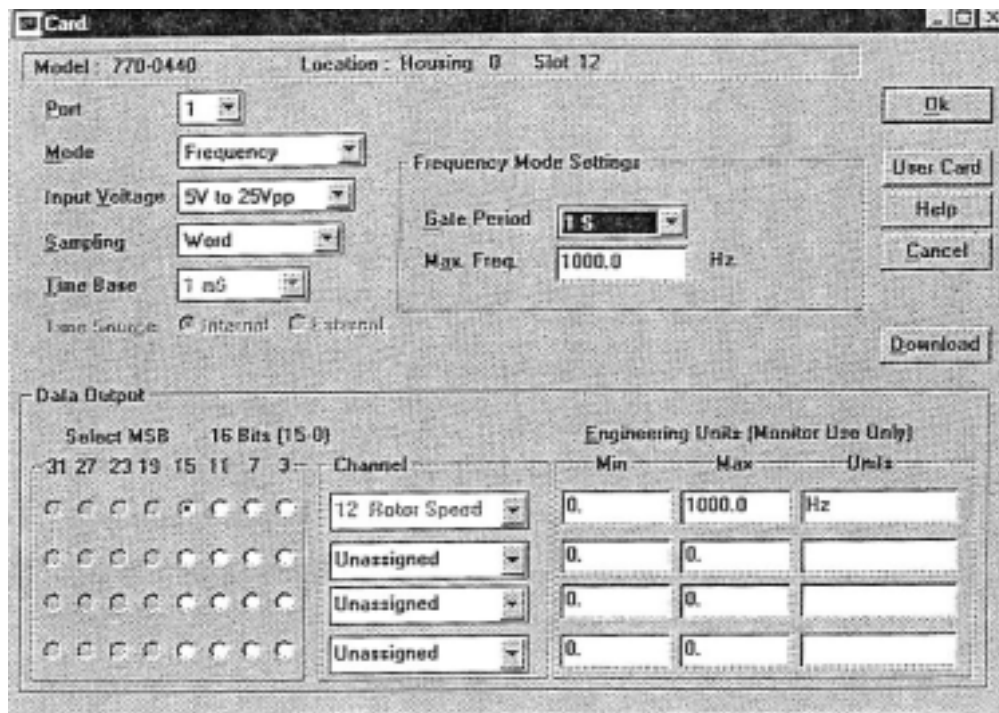 Card
Model : 770-0440 Location : Housing 0 Slot 12
Port 1
Ok
Mode Frequency
Frequency Mode Settings
User Card
Input Voltage 5V to 25Vpp
Gate Period 1 S
Help
Sampling Word
Max. Freq. 1000.0 Hz
Cancel
Time Base 1 mS
Time Source Internal External
Download
Data Output
Select MSB 16 Bits (15-0)
Engineering Units (Monitor Use Only)
31 27 23 19 15 11 7 3 Channel Min Max Units
12 Rotor Speed 0. 1000.0 Hz
Unassigned 0. 0.
Unassigned 0. 0.
Unassigned 0. 0.